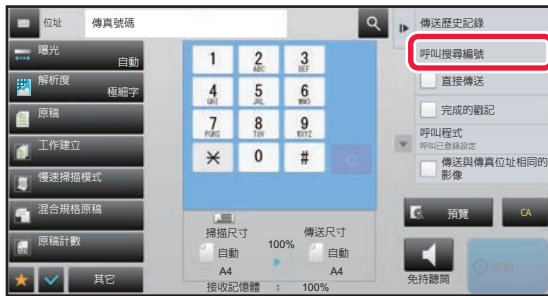 位址 傳真號碼
曝光
自動
解析度
極細字
原稿
工作建立
慢速掃描模式
混合規格原稿
原稿計數
其它
1 2 3
ABC DEF
4 5 6
GHI JKL MNO
7 8 9
PQRS TUV WXYZ
0 #
C
掃描尺寸 傳送尺寸
100%
自動 自動
A4 A4
接收記憶體 : 100%
傳送歷史記錄
呼叫搜尋編號
直接傳送
完成的戳記
呼叫程式
呼叫已登錄設定
傳送與傳真位址相同的
影像
預覽 CA
免持聽筒